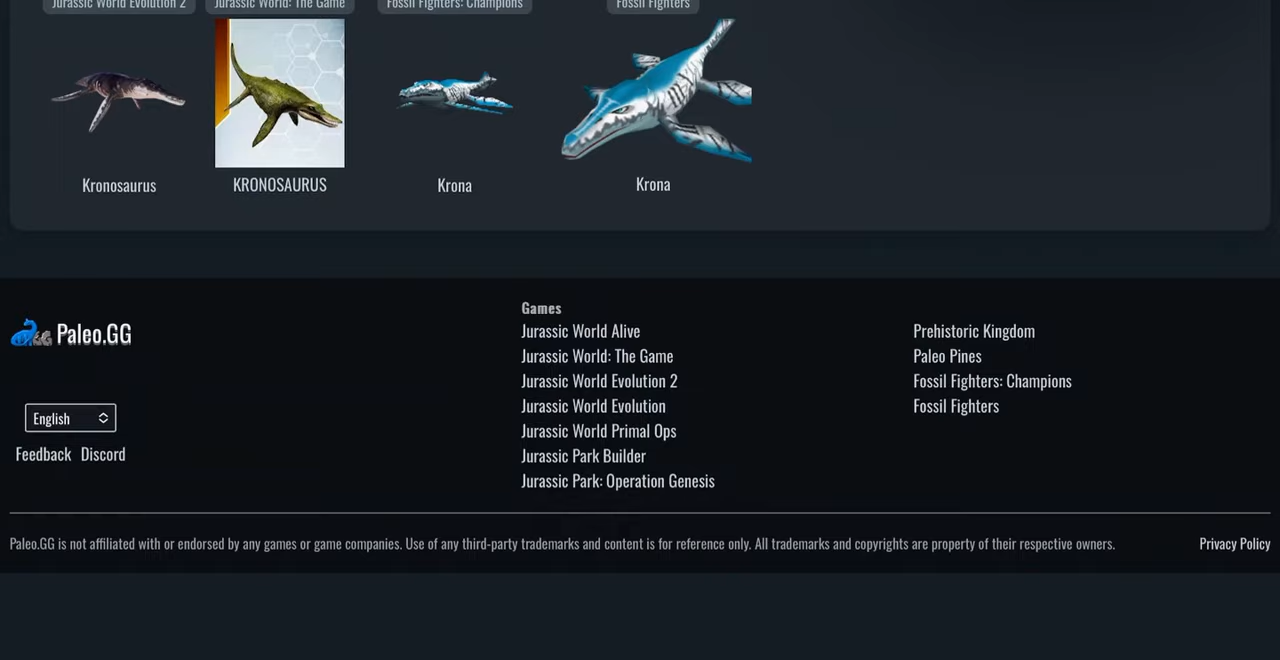 Jurassic World Evolution 2
Jurassic World: The Game
Fossil Fighters: Champions
Fossil Fighters
Kronosaurus
KRONOSAURUS
Krona
Krona
Paleo.GG
English
Feedback Discord
Games
Jurassic World Alive
Jurassic World: The Game
Jurassic World Evolution 2
Jurassic World Evolution
Jurassic World Primal Ops
Jurassic Park Builder
Jurassic Park: Operation Genesis
Prehistoric Kingdom
Paleo Pines
Fossil Fighters: Champions
Fossil Fighters
Paleo.GG is not affiliated with or endorsed by any games or game companies. Use of any third-party trademarks and content is for reference only. All trademarks and copyrights are property of their respective owners.
Privacy Policy